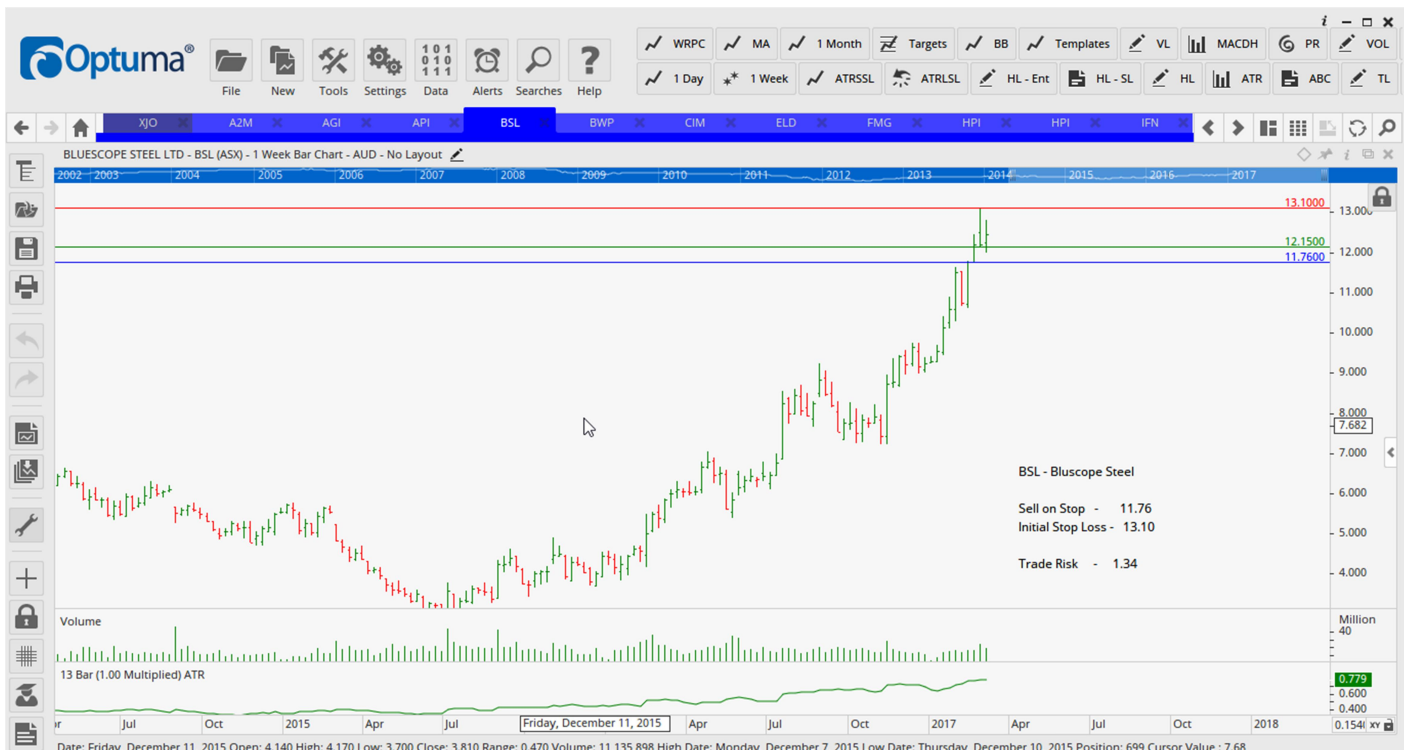 i
Optuma®
File New Tools Settings Data Alerts Searches Help
101
010
111
WRPC MA 1 Month Targets BB Templates VL MACDH PR VOL
1 Day 1 Week ATRSSL ATRLSL HL - Ent HL - SL HL ATR ABC TL
XJO A2M AGI API BSL BWP CIM ELD FMG HPI HPI IFN
BLUESCOPE STEEL LTD - BSL (ASX) - 1 Week Bar Chart - AUD - No Layout
2002 2003 2004 2005 2006 2007 2008 2009 2010 2011 2012 2013 2014 2015 2016 2017
13.1000
13.000
12.1500
12.000
11.7600
11.000
10.000
9.000
8.000
7.682
7.000
BSL - Bluscope Steel
6.000
Sell on Stop - 11.76
Initial Stop Loss - 13.10
5.000
Trade Risk - 1.34
4.000
Volume
Million
40
13 Bar (1.00 Multiplied) ATR
0.779
0.600
0.400
Jul Oct 2015 Apr Jul Friday, December 11, 2015 Apr Jul Oct 2017 Apr Jul Oct 2018 XY
Date: Friday, December 11, 2015 Open: 4.140 High: 4.170 Low: 3.700 Close: 3.810 Range: 0.470 Volume: 11,135,898 High Date: Monday, December 7, 2015 Low Date: Thursday, December 10, 2015 Position: 699 Cursor Value : 7.68